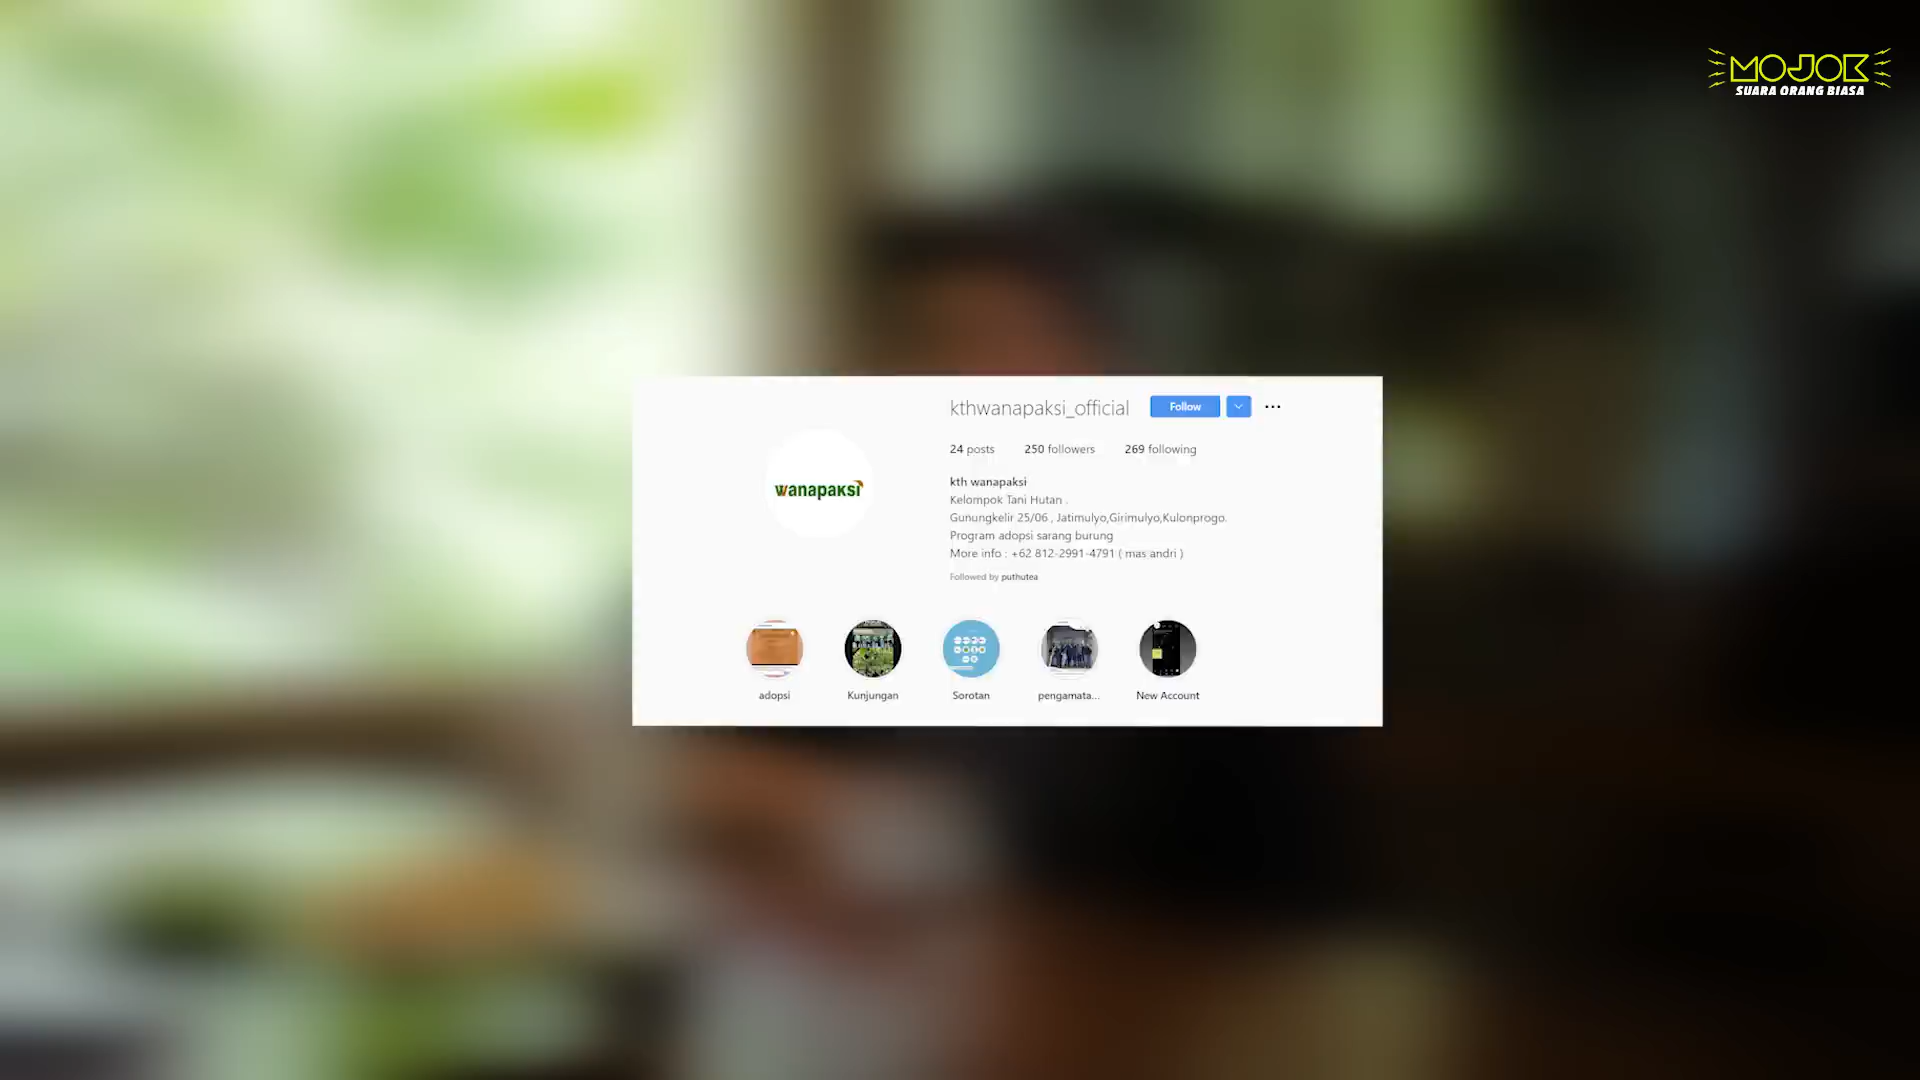 MOJOK
SUARA ORANG BIASA
kthwanapaksi_official Follow
24 posts 250 followers 269 following
wanapaksi
kth wanapaksi
Kelompok Tani Hutan .
Gunungkelir 25/06 , Jatimulyo,Girimulyo,Kulonprogo.
Program adopsi sarang burung
More info : +62 812-2991-4791 ( mas andri )
Followed by puthutea
adopsi Kunjungan Sorotan pengamata... New Account